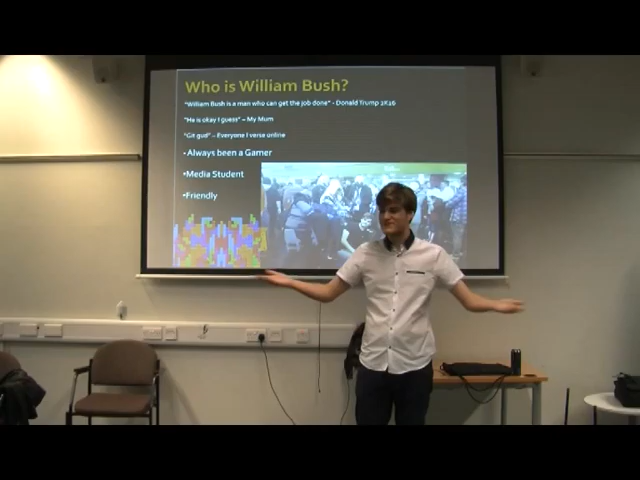 Who is William Bush?
"William Bush is a man who can get the job done" - Donald Trump 2K16
"He is okay I guess" – My Mum
"Git gud" – Everyone I verse online
• Always been a Gamer
•Media Student
•Friendly